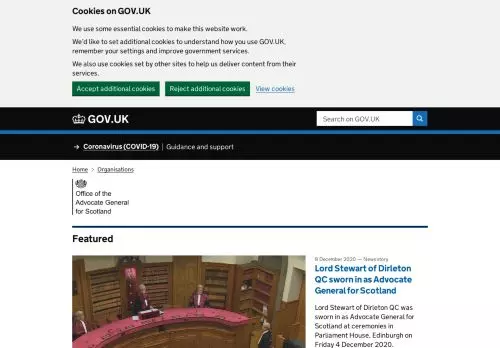 Cookies on GOV.UK
We use some essential cookies to make this website work.
We'd like to set additional cookies to understand how you use GOV.UK,
remember your settings and improve government services.
We also use cookies set by other sites to help us deliver content from their
services.
Accept additional cookies
Reject additional cookies
View cookies
GOV.UK
Search on GOV.UK
→ Coronavirus (COVID-19) | Guidance and support
Home > Organisations
Office of the
Advocate General
for Scotland
Featured
8 December 2020 — News story
Lord Stewart of Dirleton
QC sworn in as Advocate
General for Scotland
Lord Stewart of Dirleton QC was
sworn in as Advocate General for
Scotland at ceremonies in
Parliament House, Edinburgh on
Friday 4 December 2020.